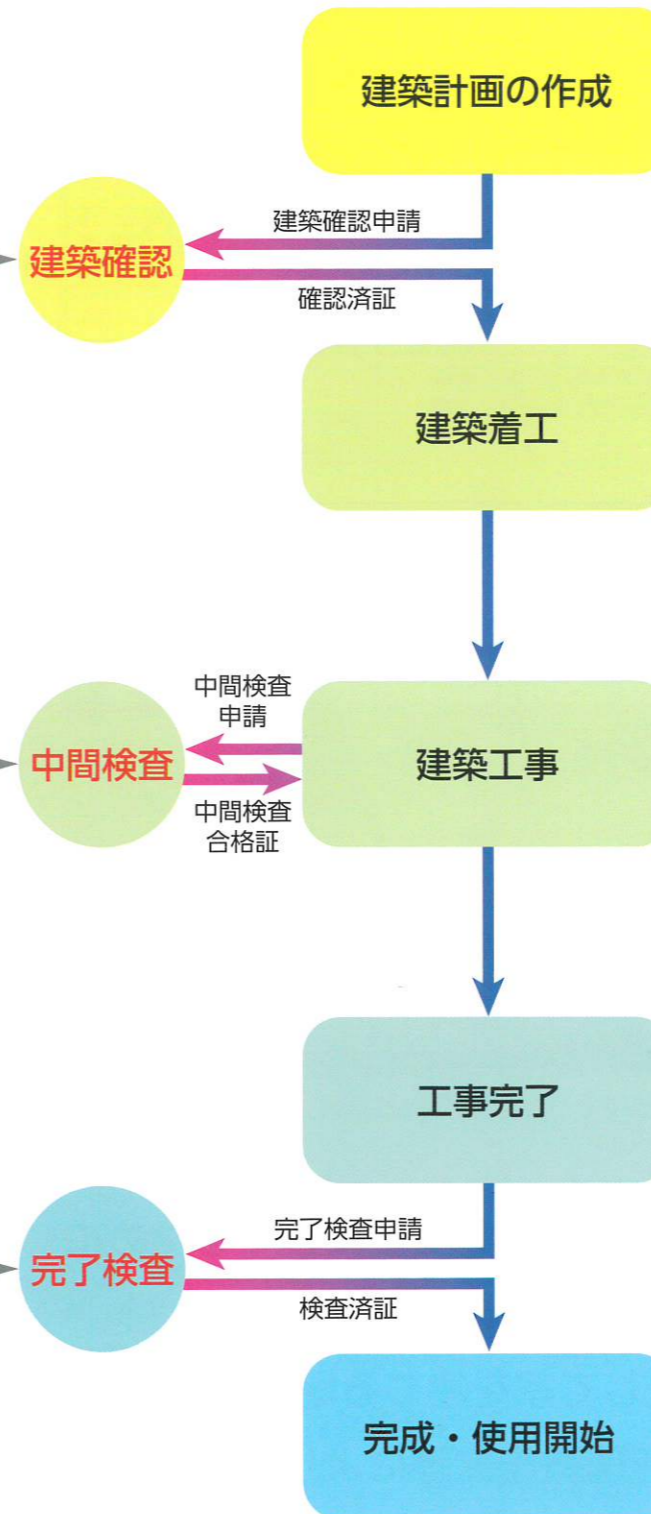 建築計画の作成
建築確認申請
建築確認
確認済証
建築着工
中間検査
申請
中間検査
建築工事
中間検査
合格証
工事完了
完了検査申請
完了検査
検査済証
完成・使用開始